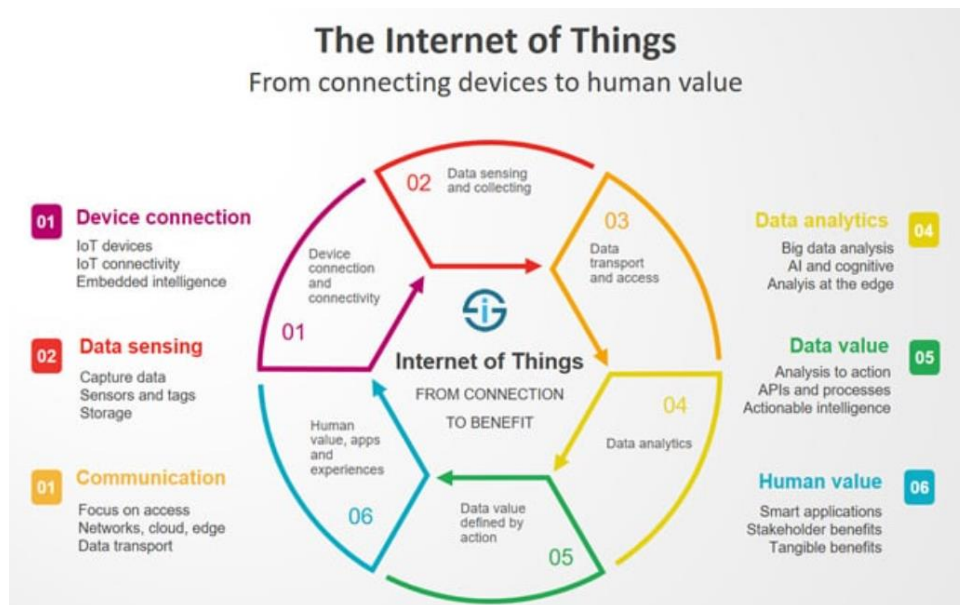 The Internet of Things
From connecting devices to human value
01
Device connection
IoT devices
IoT connectivity
Embedded intelligence
02
Data sensing
Capture data
Sensors and tags
Storage
01
Communication
Focus on access
Networks, cloud, edge
Data transport
01
Device
connection
and
connectivity
02
Data sensing
and collecting
03
Data
transport
and access
04
Data analytics
05
Data value
defined by
action
06
Human
value, apps
and
experiences
Internet of Things
FROM CONNECTION
TO BENEFIT
Data analytics
04
Big data analysis
AI and cognitive
Analyis at the edge
Data value
05
Analysis to action
APIs and processes
Actionable intelligence
Human value
06
Smart applications
Stakeholder benefits
Tangible benefits